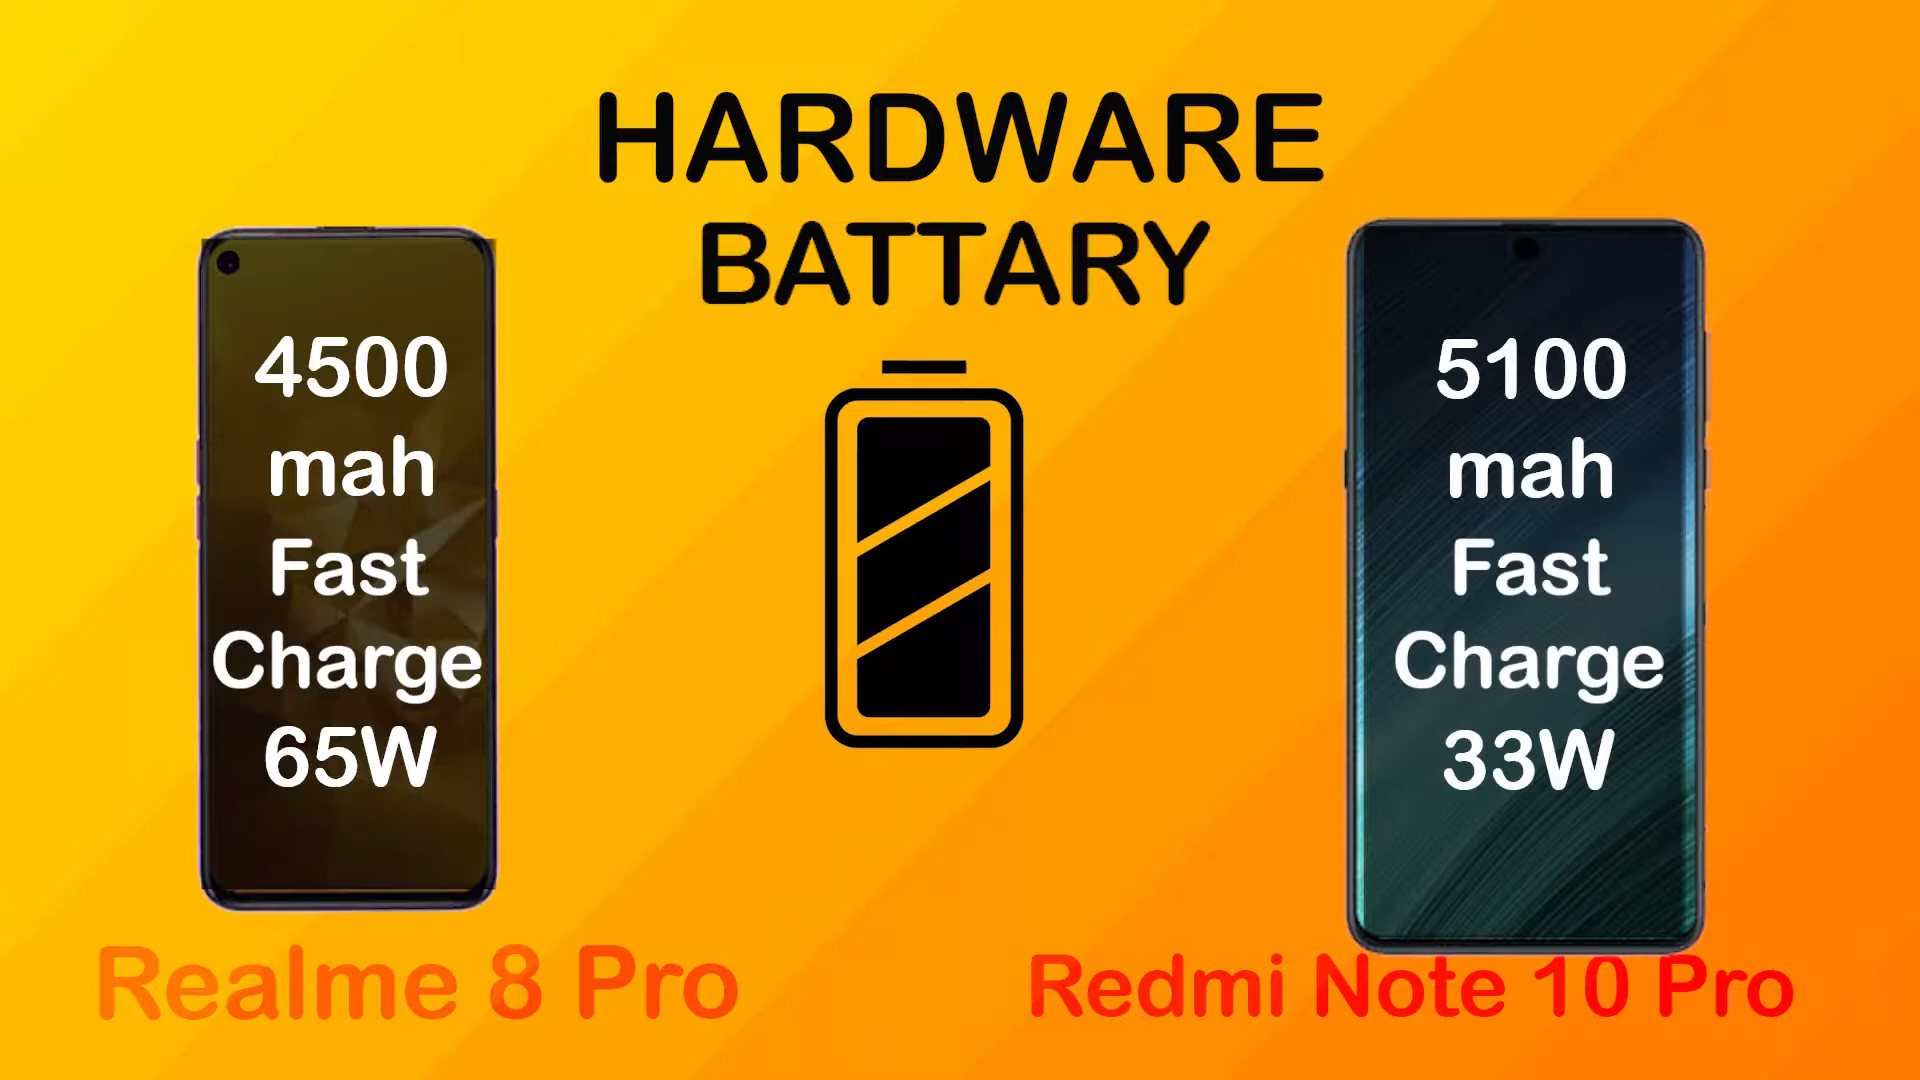 HARDWARE
BATTARY
4500
mah
Fast
Charge
65W
5100
mah
Fast
Charge
33W
Realme 8 Pro
Redmi Note 10 Pro